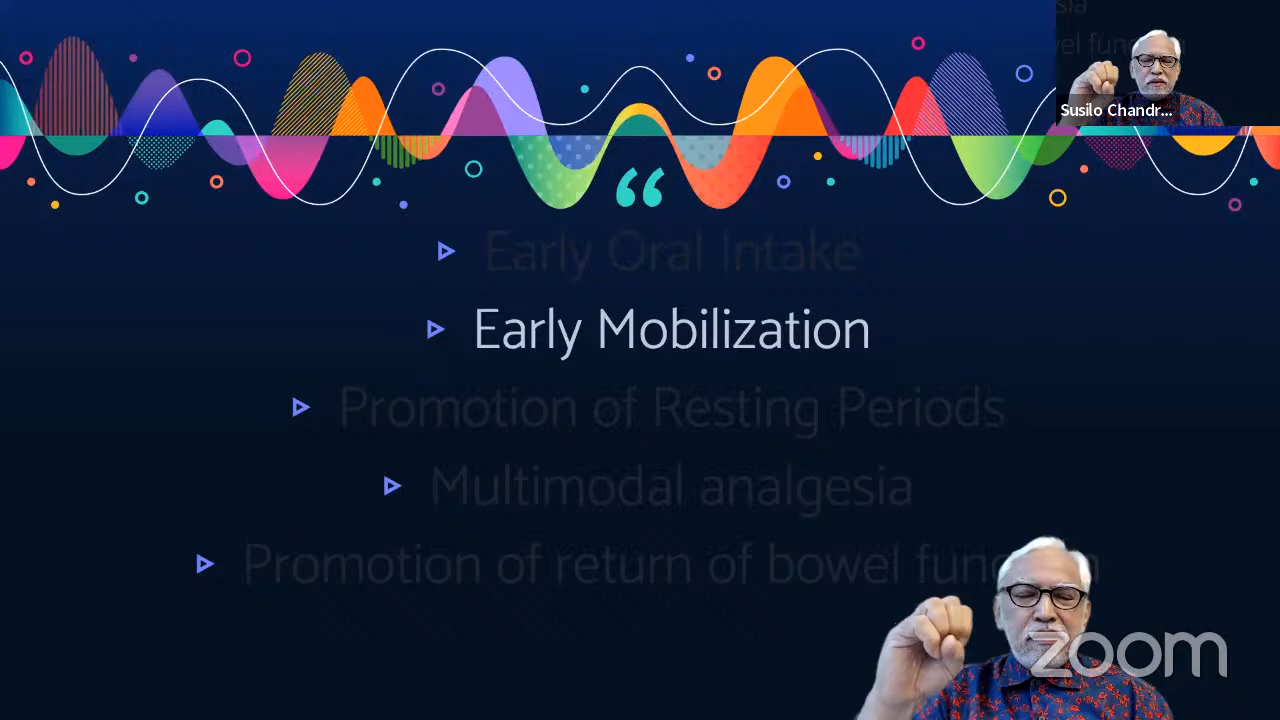 Susilo Chandr...
“
Early Oral Intake
Early Mobilization
Promotion of Resting Periods
Multimodal analgesia
Promotion of return of bowel
zoom